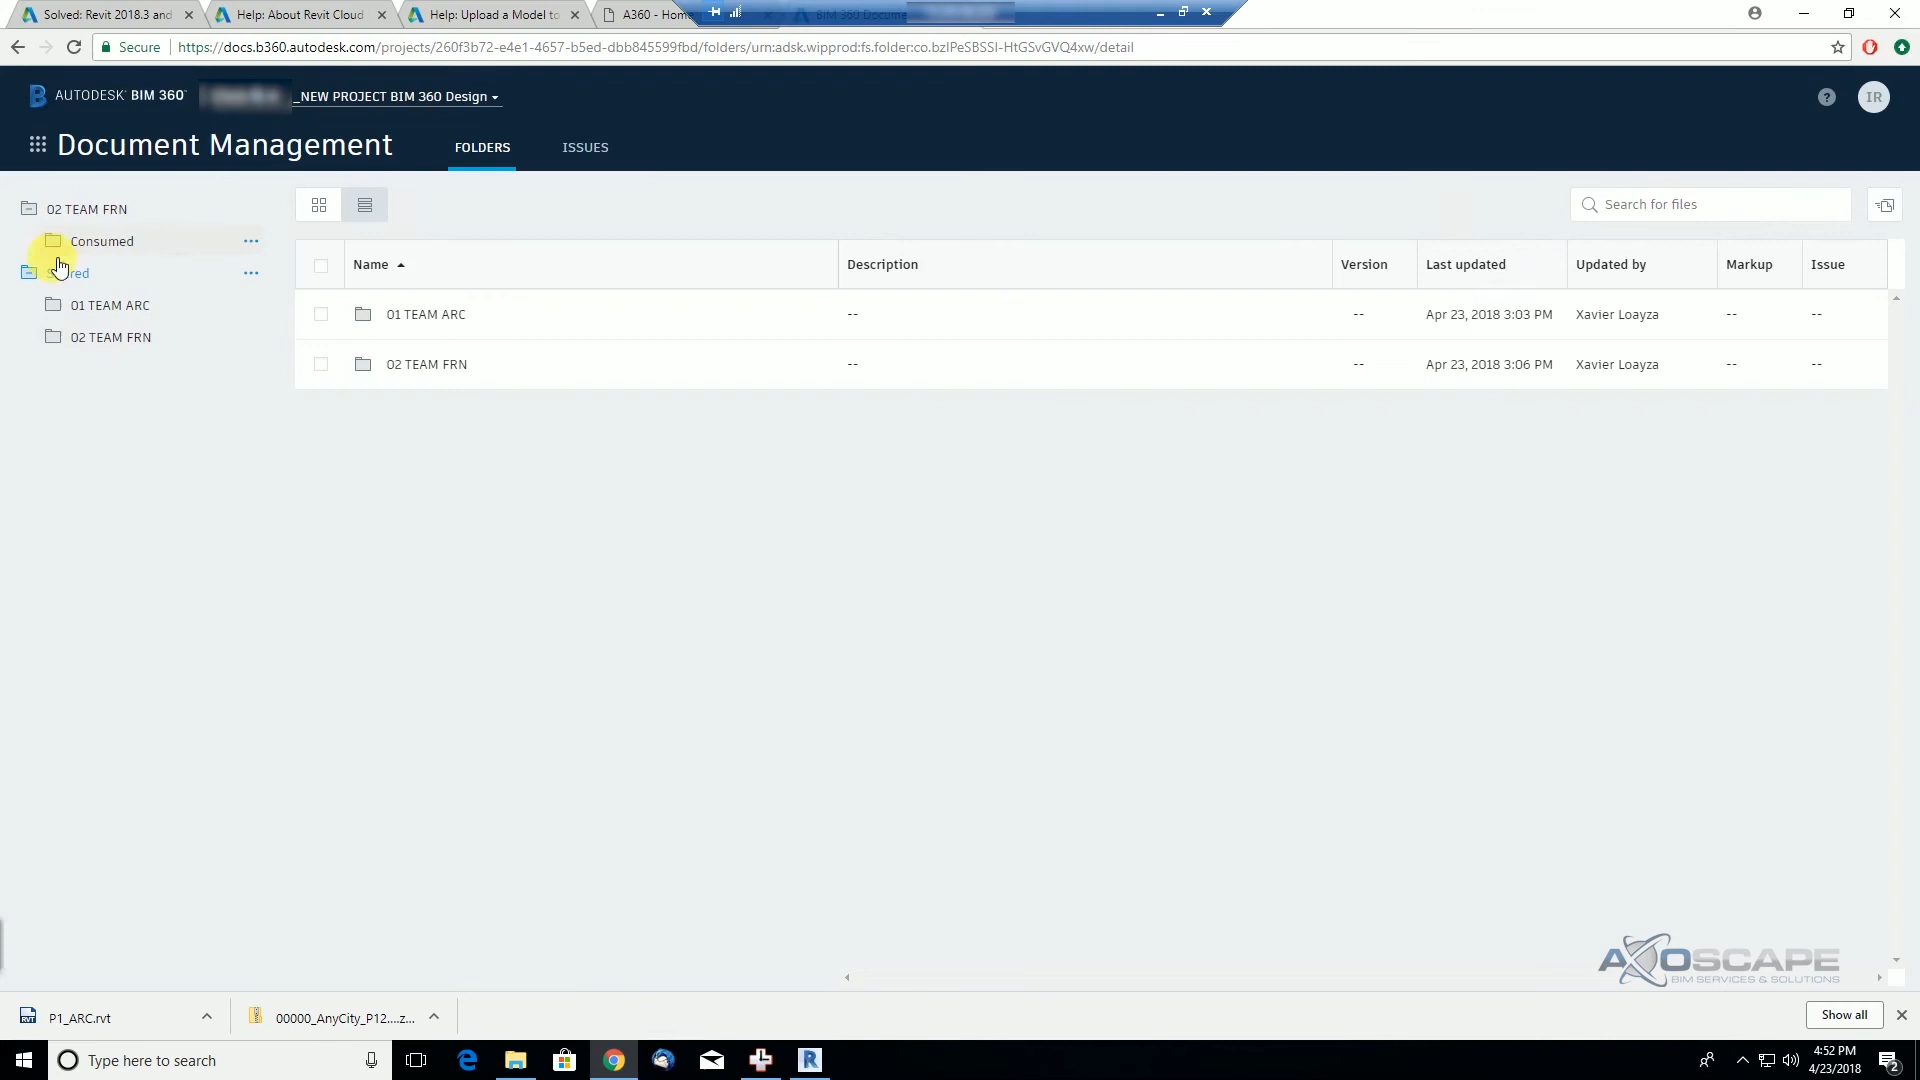 Solved: Revit 2018.3 and
Help: About Revit Cloud
Help: Upload a Model to
A360 - Home
BIM 360 Docume
Secure
https://docs.b360.autodesk.com/projects/260f3b72-e4e1-4657-b5ed-dbb845599fbd/folders/urn:adsk.wipprod:fs.folder:co.bzlPeSBSSI-HtGSvGVQ4xw/detail
AUTODESK® BIM 360™
_NEW PROJECT BIM 360 Design
? IR
Document Management
FOLDERS
ISSUES
02 TEAM FRN
Consumed
01 TEAM ARC
02 TEAM FRN
Search for files
Name Description Version Last updated Updated by Markup Issue
01 TEAM ARC -- -- Apr 23, 2018 3:03 PM Xavier Loayza -- --
02 TEAM FRN -- -- Apr 23, 2018 3:06 PM Xavier Loayza -- --
AXOSCAPE
BIM SERVICES & SOLUTIONS
P1_ARC.rvt
00000_AnyCity_P12....z...
Show all
Type here to search
4:52 PM
4/23/2018
2